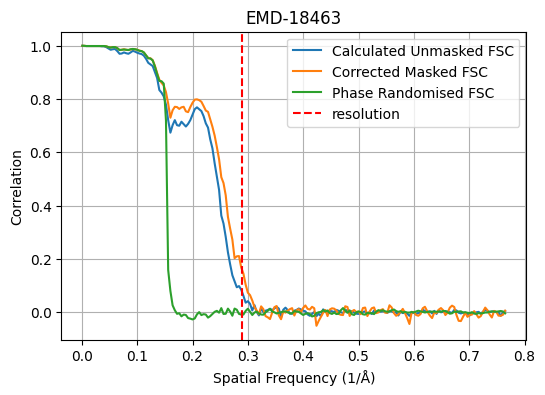 EMD-18463
Calculated Unmasked FSC
Corrected Masked FSC
Phase Randomised FSC
resolution
Correlation
1.0
0.8
0.6
0.4
0.2
0.0
0.0 0.1 0.2 0.3 0.4 0.5 0.6 0.7 0.8
Spatial Frequency (1/Å)